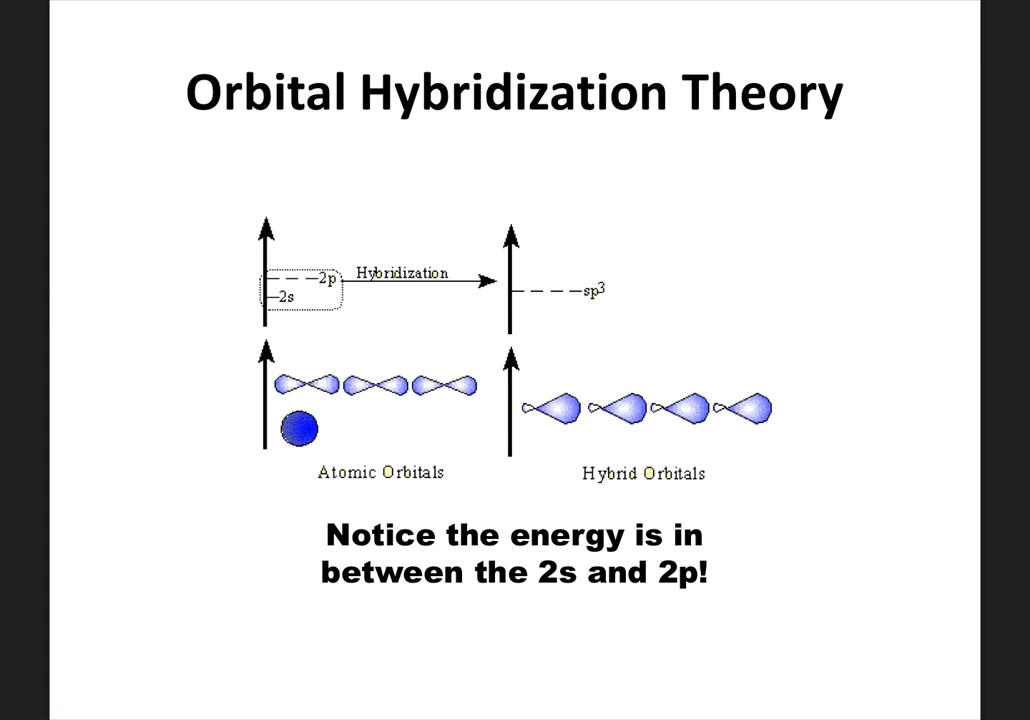 Orbital Hybridization Theory
2p
Hybridization
2s
sp3
Atomic Orbitals
Hybrid Orbitals
Notice the energy is in
between the 2s and 2p!